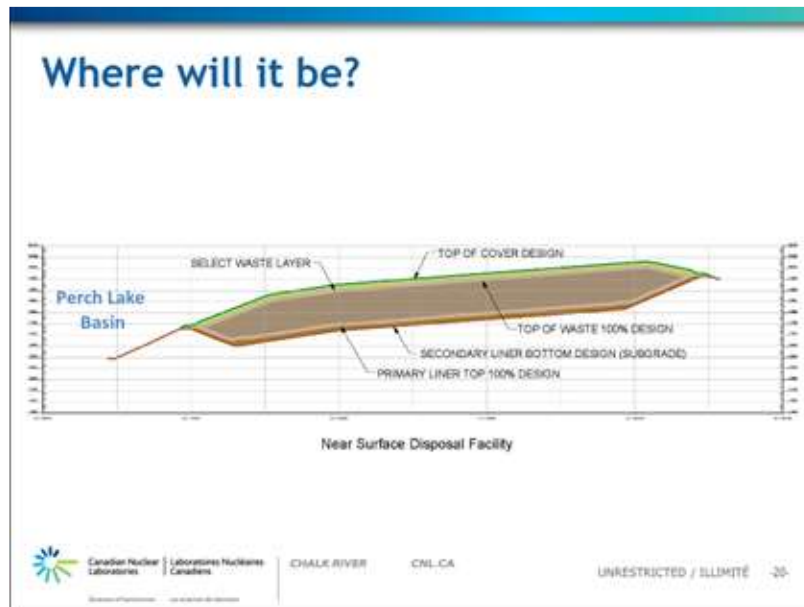 Where will it be?
TOP OF COVER DESIGN
SELECT WASTE LAYER
Perch Lake
Basin
TOP OF WASTE 100% DESIGN
SECONDARY LINER BOTTOM DESIGN (SUBGRADE)
PRIMARY LINER TOP 100% DESIGN
Near Surface Disposal Facility
Canadian Nuclear | Laboratoires Nucléaires
Laboratories | Canadiens
CHALK RIVER
CNL.CA
UNRESTRICTED / ILLIMITÉ
-20-